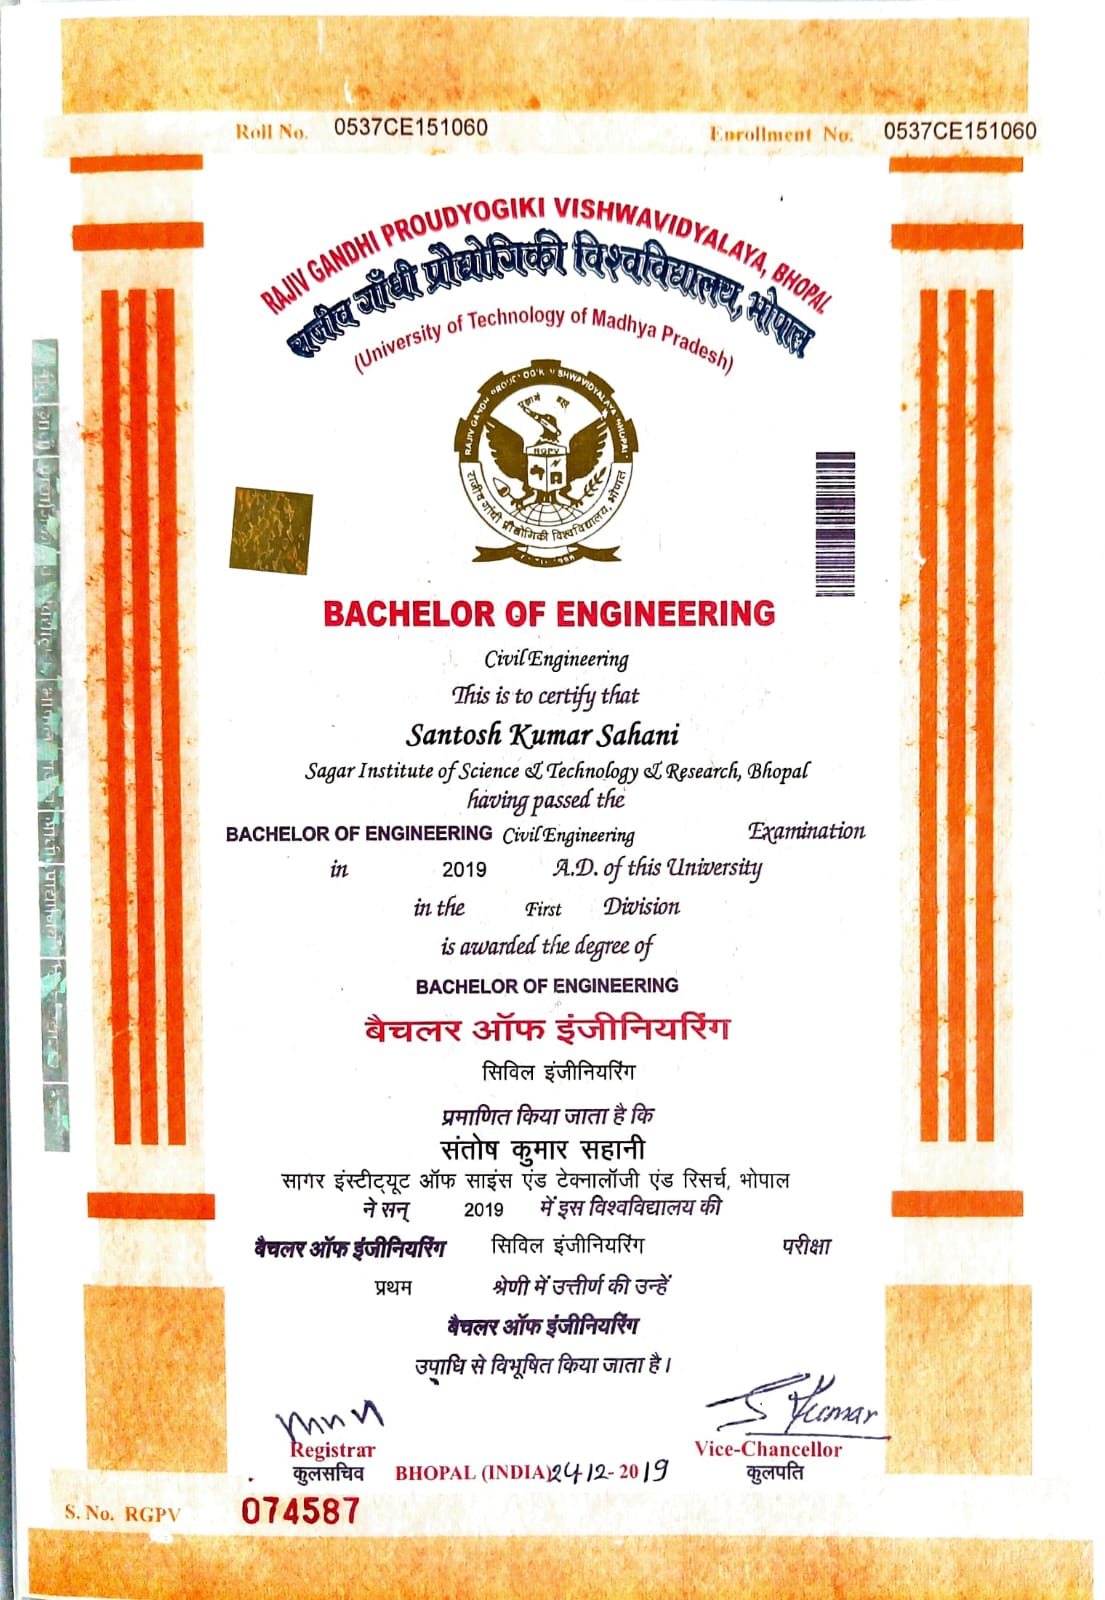 Roll No. 0537CE151060
Enrollment No. 0537CE151060
RAJIV GANDHI PROUDYOGIKI VISHWAVIDYALAYA, BHOPAL
राजीव गाँधी प्रौद्योगिकी विश्वविद्यालय, भोपाल
(University of Technology of Madhya Pradesh)
RGPV
राजीव गांधी प्रौद्योगिकी विश्वविद्यालय, भोपाल
BACHELOR OF ENGINEERING
Civil Engineering
This is to certify that
Santosh Kumar Sahani
Sagar Institute of Science & Technology & Research, Bhopal
having passed the
BACHELOR OF ENGINEERING Civil Engineering Examination
in 2019 A.D. of this University
in the First Division
is awarded the degree of
BACHELOR OF ENGINEERING
बैचलर ऑफ इंजीनियरिंग
सिविल इंजीनियरिंग
प्रमाणित किया जाता है कि
संतोष कुमार सहानी
सागर इंस्टीट्यूट ऑफ साइंस एंड टेक्नालॉजी एंड रिसर्च, भोपाल
ने सन् 2019 में इस विश्वविद्यालय की
बैचलर ऑफ इंजीनियरिंग सिविल इंजीनियरिंग परीक्षा
प्रथम श्रेणी में उत्तीर्ण की उन्हें
बैचलर ऑफ इंजीनियरिंग
उपाधि से विभूषित किया जाता है।
S Kumar
Registrar
Vice-Chancellor
कुलसचिव
BHOPAL (INDIA) 24-12-2019
कुलपति
S. No. RGPV 074587